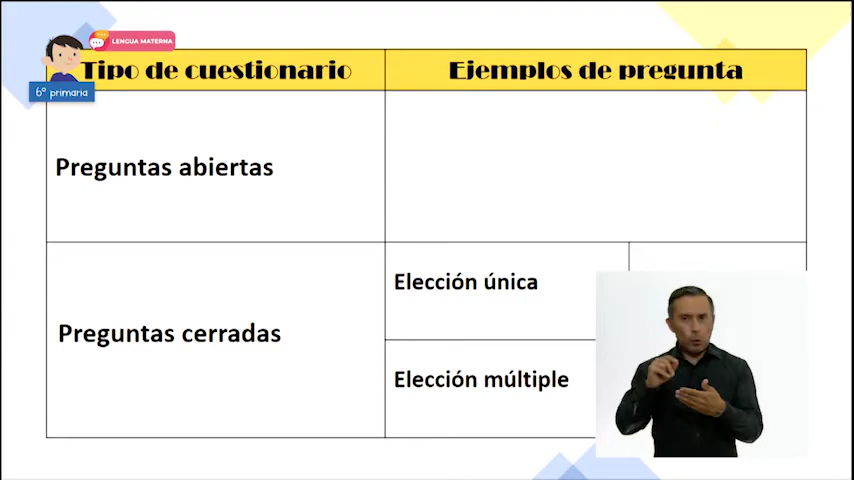 LENGUA MATERNA
6° primaria
Tipo de cuestionario
Ejemplos de pregunta
Preguntas abiertas
Preguntas cerradas
Elección única
Elección múltiple